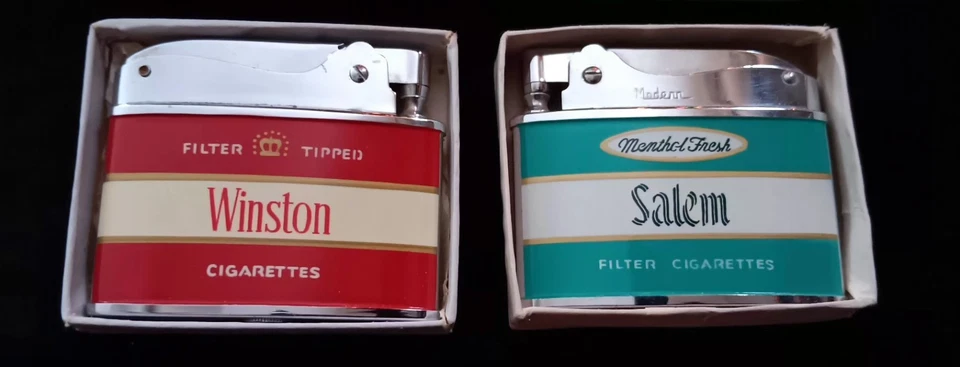 FILTER TIPPED
Winston
CIGARETTES
Modern
Menthol Fresh
Salem
FILTER CIGARETTES